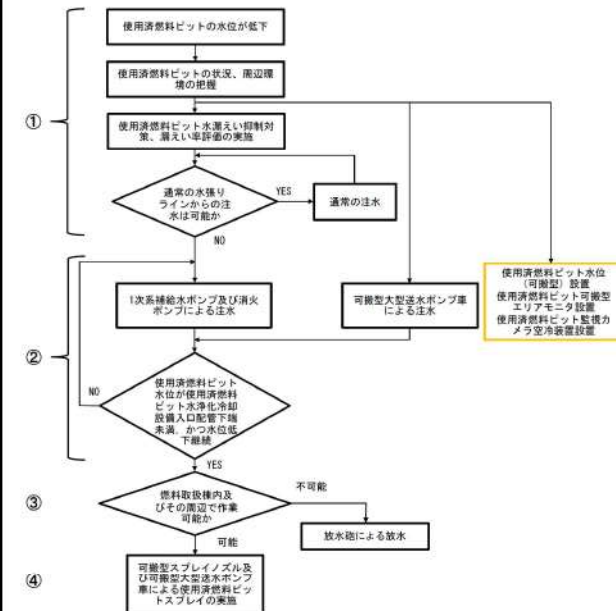 使用済燃料ピットの水位が低下
使用済燃料ピットの状況、周辺環
境の把握
①
使用済燃料ピット水漏えい抑制対
策、漏えい率評価の実施
通常の水張り
ラインからの注
水は可能か
YES
通常の注水
NO
使用済燃料ピット水位
(可搬型)設置
使用済燃料ピット可搬型
エリアモニタ設置
使用済燃料ピット監視カ
メラ空冷装置設置
1次系補給水ポンプ及び消火
ポンプによる注水
可搬型大型送水ポンプ車
による注水
②
使用済燃料ピット
水位が使用済燃料
ピット水浄化冷却
設備入口配管下端
未満、かつ水位低
下継続
NO
YES
③
燃料取扱棟内及
びその周辺で作業
可能か
不可能
放水砲による放水
可能
④
可搬型スプレイノズル及
び可搬型大型送水ポンプ
車による使用済燃料ピッ
トスプレイの実施